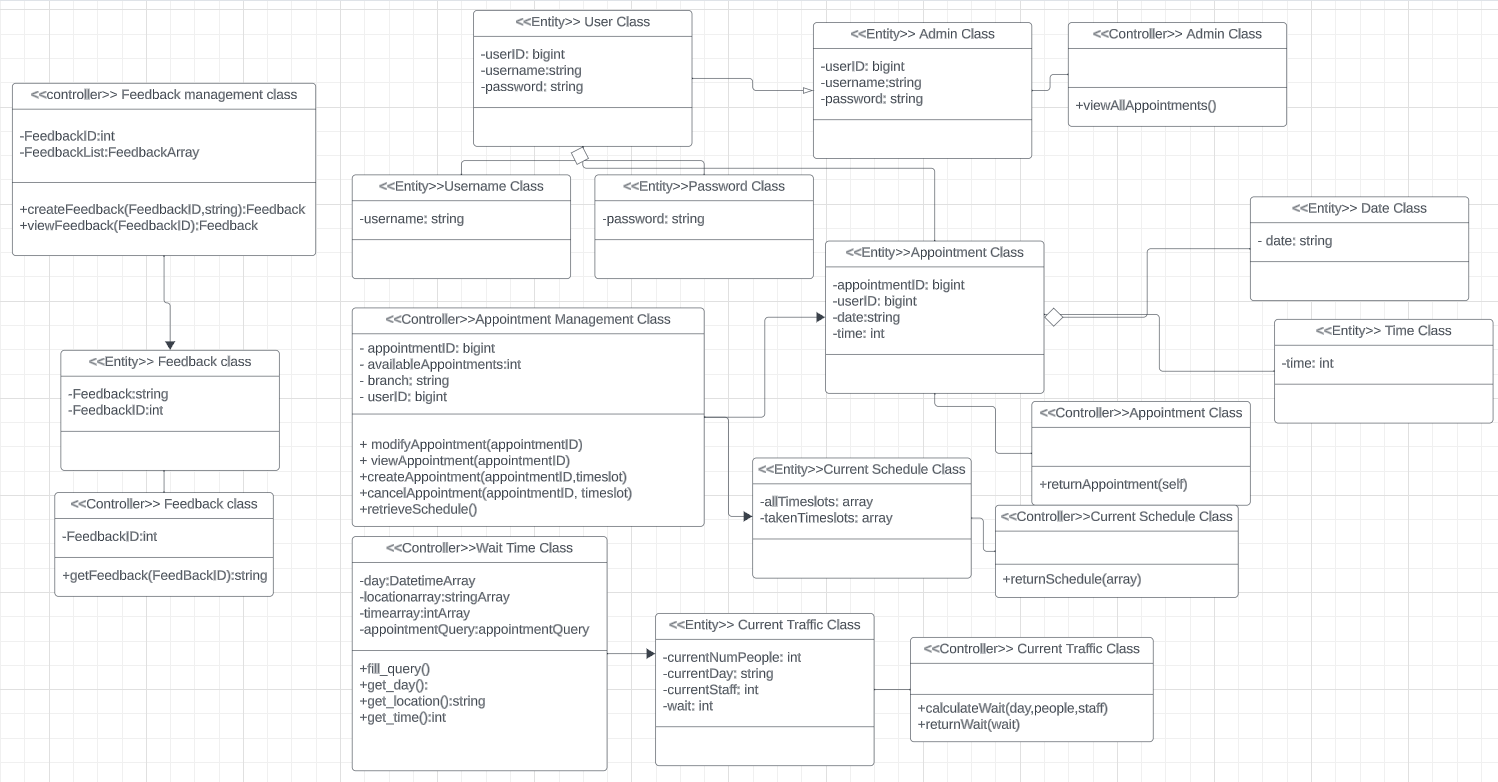 <<Entity>> User Class
-userID: bigint
-username:string
-password: string
<<Entity>> Admin Class
-userID: bigint
-username:string
-password: string
<<Controller>> Admin Class
+viewAllAppointments()
<<controller>> Feedback management class
-FeedbackID:int
-FeedbackList:FeedbackArray
+createFeedback(FeedbackID,string):Feedback
+viewFeedback(FeedbackID):Feedback
<<Entity>>Username Class
-username: string
<<Entity>>Password Class
-password: string
<<Entity>> Date Class
- date: string
<<Entity>>Appointment Class
-appointmentID: bigint
-userID: bigint
-date:string
-time: int
<<Entity>> Time Class
-time: int
<<Controller>>Appointment Management Class
- appointmentID: bigint
- availableAppointments:int
- branch: string
- userID: bigint
+ modifyAppointment(appointmentID)
+ viewAppointment(appointmentID)
+createAppointment(appointmentID,timeslot)
+cancelAppointment(appointmentID, timeslot)
+retrieveSchedule()
<<Entity>> Feedback class
-Feedback:string
-FeedbackID:int
<<Controller>>Appointment Class
+returnAppointment(self)
<<Entity>>Current Schedule Class
-allTimeslots: array
-takenTimeslots: array
<<Controller>> Feedback class
-FeedbackID:int
+getFeedback(FeedBackID):string
<<Controller>>Current Schedule Class
+returnSchedule(array)
<<Controller>>Wait Time Class
-day:DatetimeArray
-locationarray:stringArray
-timearray:intArray
-appointmentQuery:appointmentQuery
+fill_query()
+get_day():
+get_location():string
+get_time():int
<<Entity>> Current Traffic Class
-currentNumPeople: int
-currentDay: string
-currentStaff: int
-wait: int
<<Controller>> Current Traffic Class
+calculateWait(day,people,staff)
+returnWait(wait)